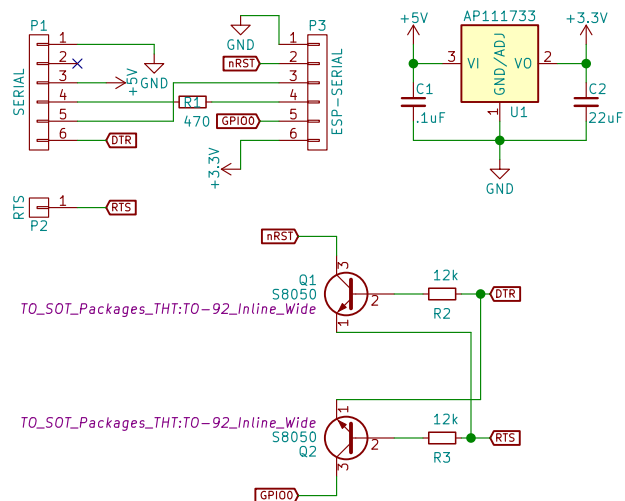 P1
SERIAL
1
2
3
4
5
6
GND
+5V
DTR
R1
470
P3
ESP-SERIAL
1
2
3
4
5
6
GND
nRST
GPIO0
+3.3V
AP111733
+5V
+3.3V
3
VI
GND/ADJ
VO
2
1
U1
C1
.1uF
C2
22uF
GND
RTS
1
P2
RTS
nRST
3
Q1
S8050
2
1
TO_SOT_Packages_THT:TO-92_Inline_Wide
12k
R2
DTR
TO_SOT_Packages_THT:TO-92_Inline_Wide
1
S8050
Q2
2
3
12k
R3
RTS
GPIO0